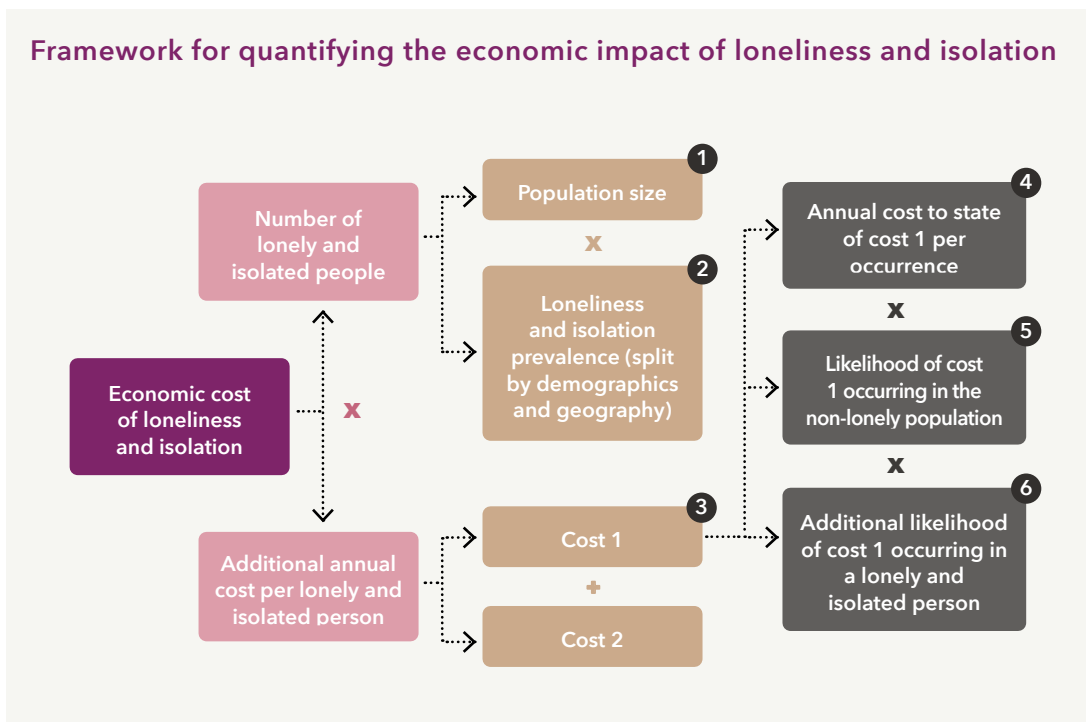 Framework for quantifying the economic impact of loneliness and isolation
Economic cost
of loneliness
and isolation
x
Number of
lonely and
isolated people
Additional annual
cost per lonely and
isolated person
1
Population size
x
2
Loneliness
and isolation
prevalence (split
by demographics
and geography)
3
Cost 1
+
Cost 2
4
Annual cost to state
of cost 1 per
occurrence
x
5
Likelihood of cost
1 occurring in the
non-lonely population
x
6
Additional likelihood
of cost 1 occurring in
a lonely and
isolated person